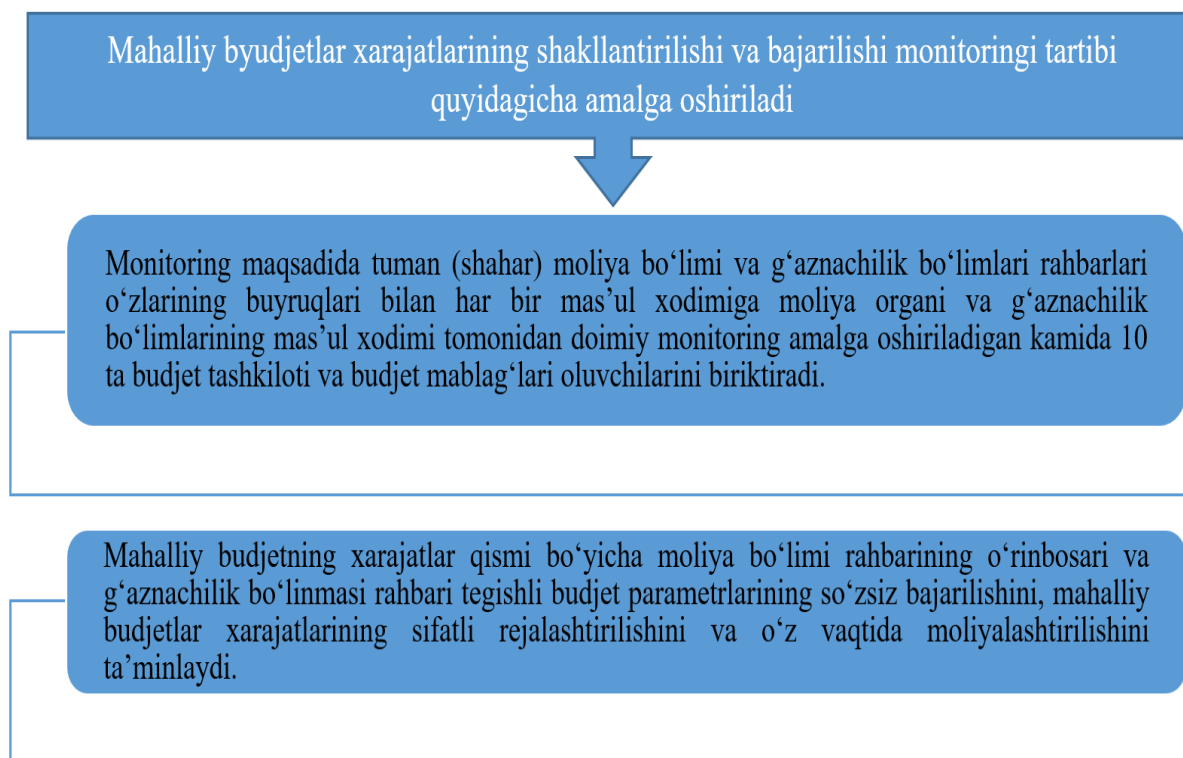 Mahalliy byudjetlar xarajatlarining shakllantirilishi va bajarilishi monitoringi tartibi
quyidagicha amalga oshiriladi
Monitoring maqsadida tuman (shahar) moliya bo‘limi va g‘aznachilik bo‘limlari rahbarlari
o‘zlarining buyruqlari bilan har bir mas’ul xodimiga moliya organi va g‘aznachilik
bo‘limlarining mas’ul xodimi tomonidan doimiy monitoring amalga oshiriladigan kamida 10
ta budjet tashkiloti va budjet mablag‘lari oluvchilarini biriktiradi.
Mahalliy budjetning xarajatlar qismi bo‘yicha moliya bo‘limi rahbarining o‘rinbosari va
g‘aznachilik bo‘linmasi rahbari tegishli budjet parametrlarining so‘zsiz bajarilishini, mahalliy
budjetlar xarajatlarining sifatli rejalashtirilishini va o‘z vaqtida moliyalashtirilishini
ta’minlaydi.